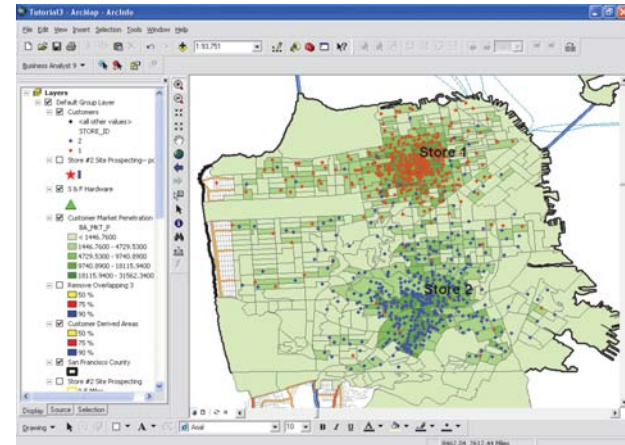 Tutorial3 - ArcMap - ArcInfo
File Edit View Insert Selection Tools Window Help
1:93,751
Business Analyst 9
Layers
Default Group Layer
Customers
<all other values>
STORE_ID
2
1
Store #2 Site Prospecting--
S & F Hardware
Customer Market Penetration
BA_MKT_P
< 1446.7600
1446.7600 - 4729.5300
4729.5300 - 9740.8900
9740.8900 - 18115.9400
18115.9400 - 31562.3400
Remove Overlapping 3
50 %
75 %
90 %
Customer Derived Areas
50 %
75 %
90 %
San Francisco County
Store #2 Site Prospecting
Store 1
Store 2
Display Source Selection
Drawing
A
Arial
10
B I U A